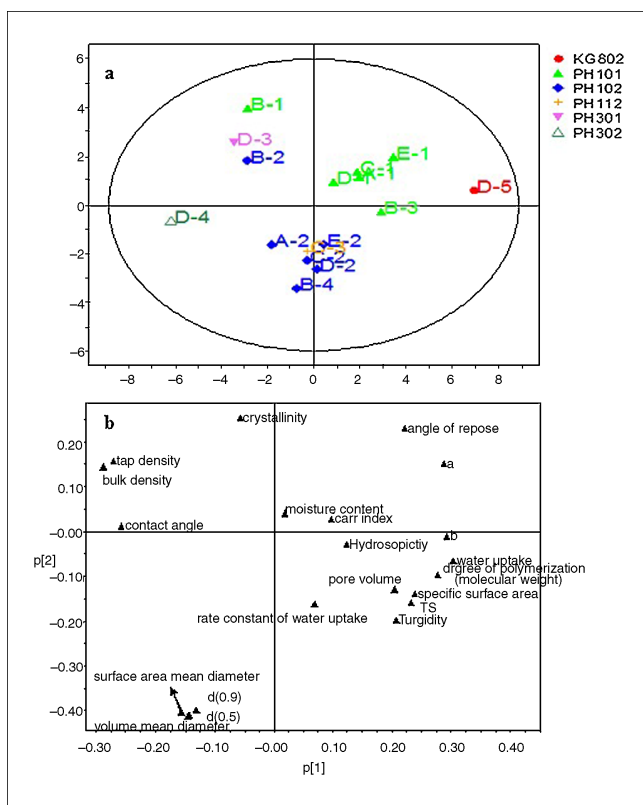 a
6
4
2
0
−2
−4
−6
−8 −6 −4 −2 0 2 4 6 8
B-1
D-3
B-2
D-4
E-1
C-1
D-1
A-1
B-3
D-5
A-2
E-2
C-3
C-2
D-2
B-4
KG802
PH101
PH102
PH112
PH301
PH302
b
p[2]
0.20
0.10
−0.00
−0.10
−0.20
−0.30
−0.40
crystallinity
angle of repose
tap density
bulk density
a
moisture content
carr index
contact angle
b
Hydrosopictiy
water uptake
drgree of polymerization
(molecular weight)
pore volume
specific surface area
TS
rate constant of water uptake
Turgidity
surface area mean diameter
d(0.9)
d(0.5)
volume mean diameter
−0.30 −0.20 −0.10 −0.00 0.10 0.20 0.30 0.40
p[1]